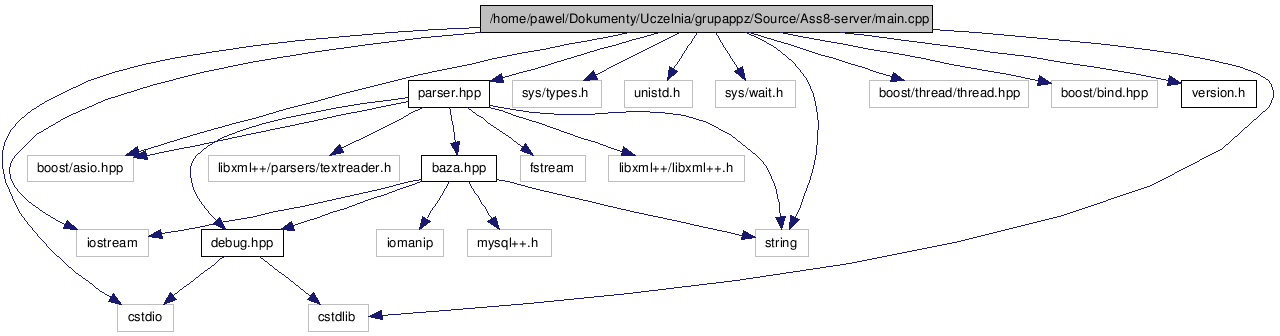 /home/pawel/Dokumenty/Uczelnia/grupappz/Source/Ass8-server/main.cpp
parser.hpp
sys/types.h
unistd.h
sys/wait.h
boost/thread/thread.hpp
boost/bind.hpp
version.h
boost/asio.hpp
libxml++/parsers/textreader.h
baza.hpp
fstream
libxml++/libxml++.h
iostream
debug.hpp
iomanip
mysql++.h
string
cstdio
cstdlib